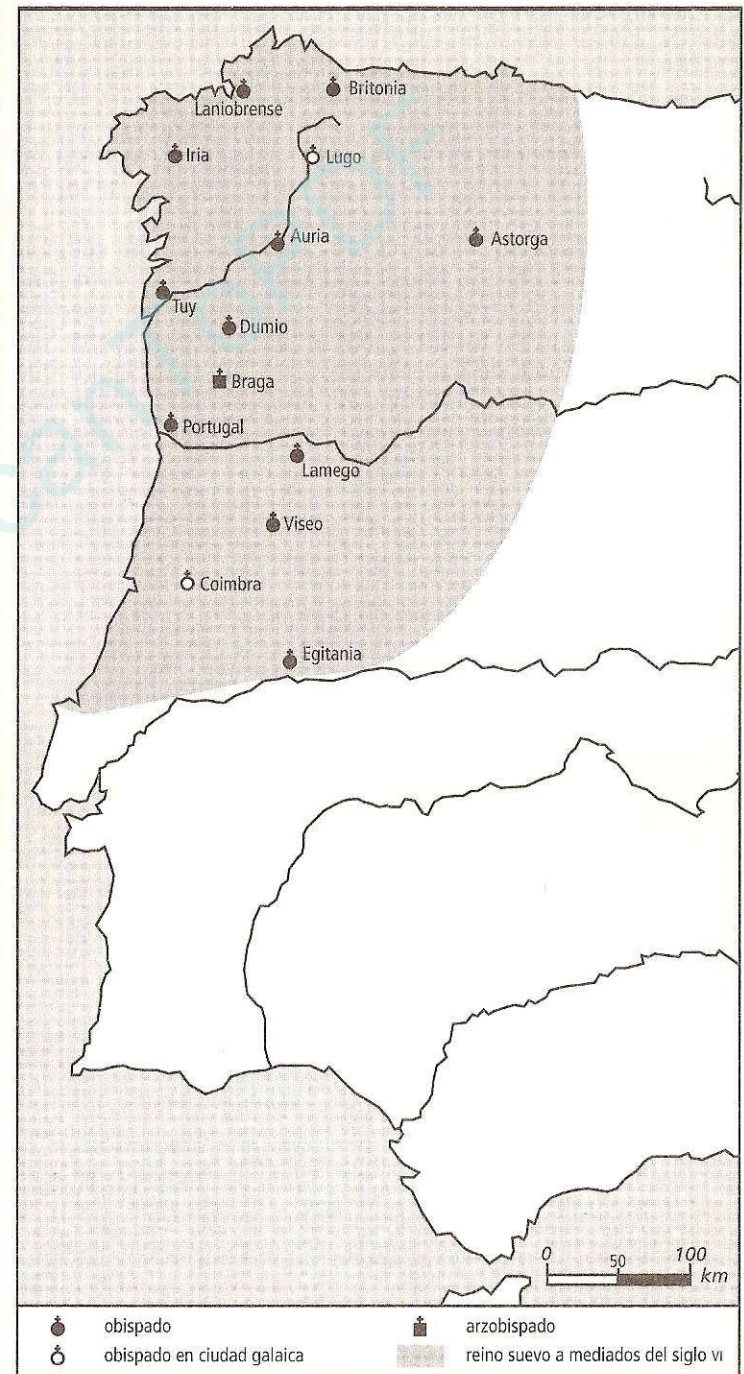 Laniobrense
Britonia
Iria
Lugo
Auria
Astorga
Tuy
Dumio
Braga
Portugal
Lamego
Viseo
Coimbra
Egitania
0 50 100
km
obispado
arzobispado
obispado en ciudad galaica
reino suevo a mediados del siglo VI